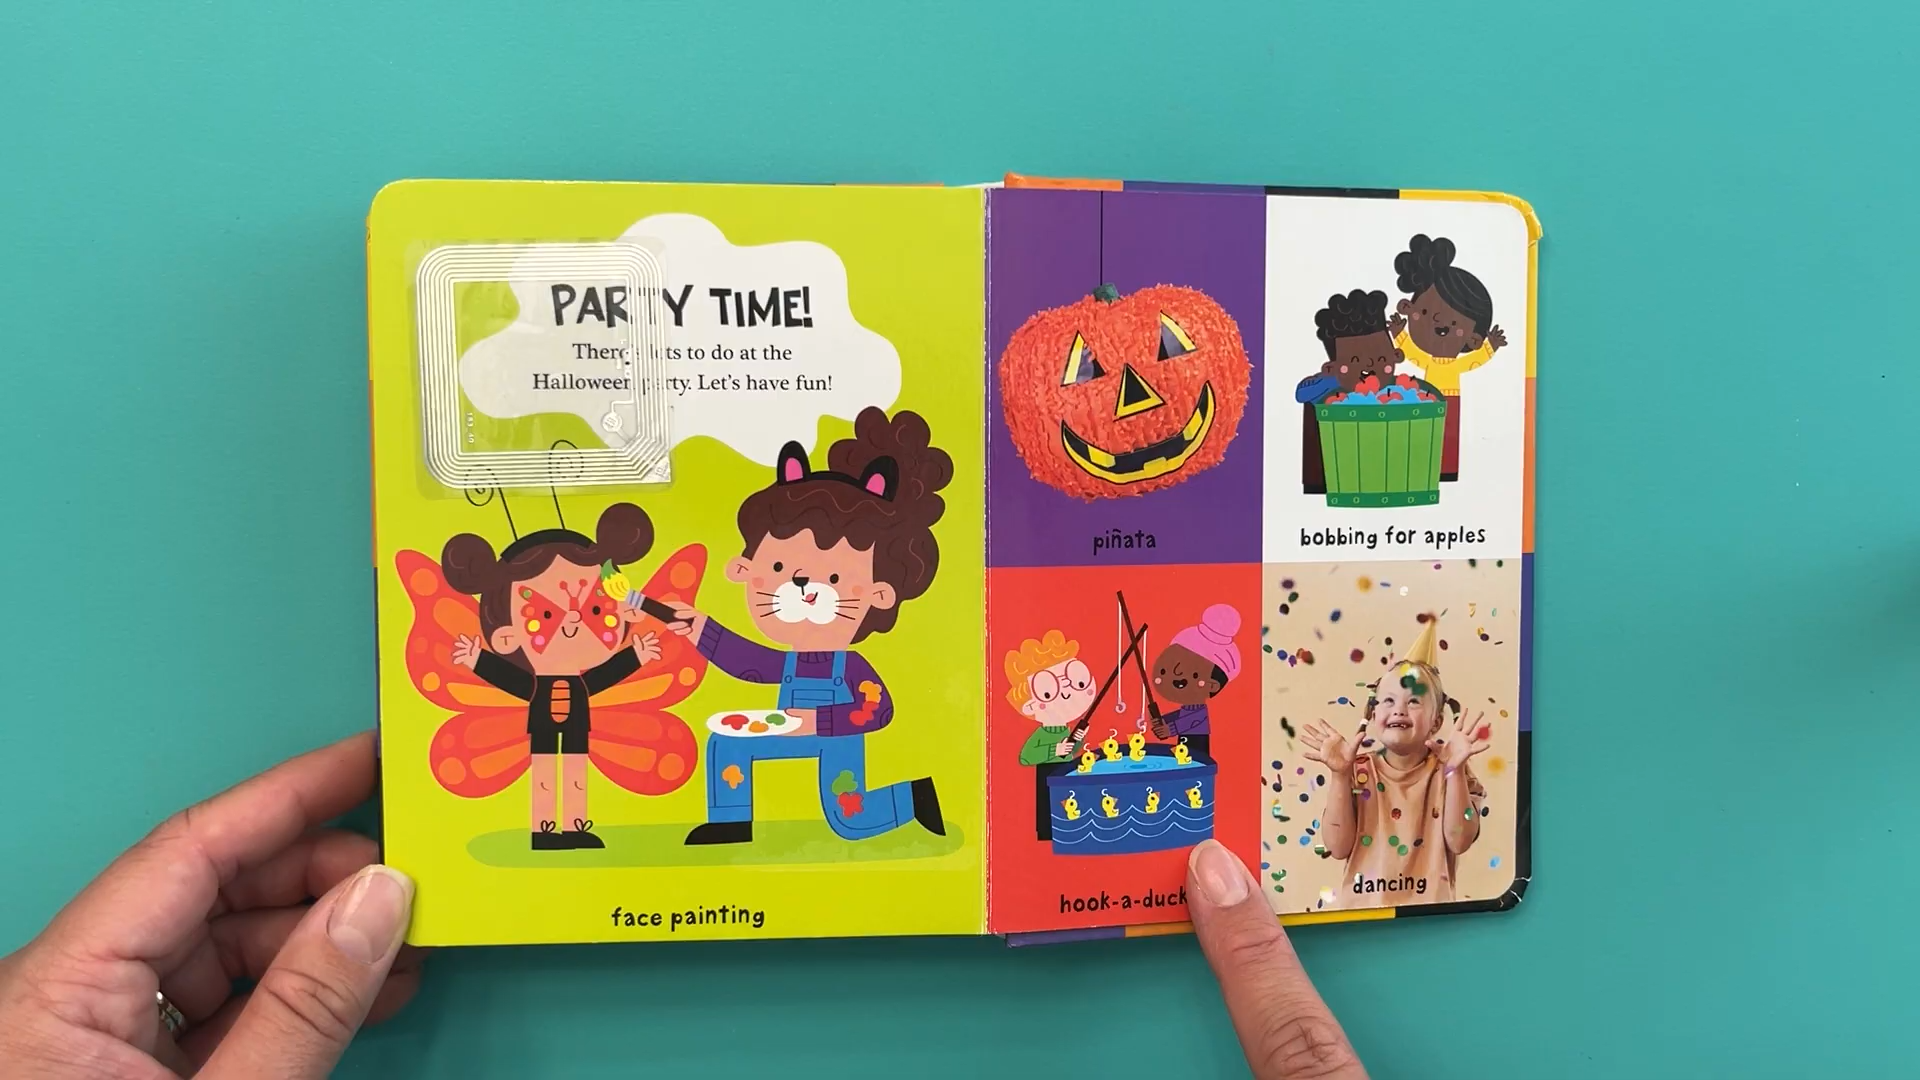 PARTY TIME!
There's lots to do at the
Halloween party. Let's have fun!
face painting
piñata
bobbing for apples
hook-a-duck
dancing